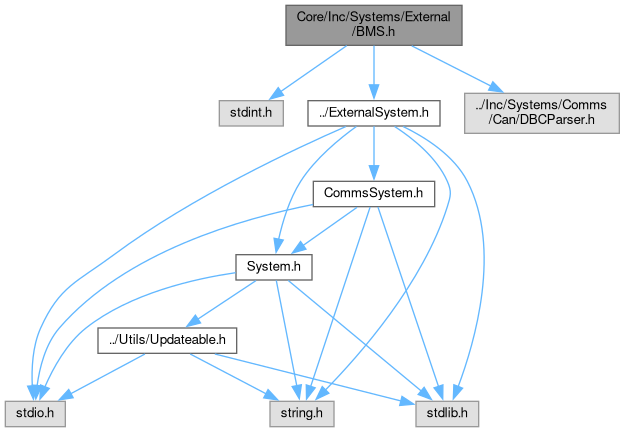 Core/Inc/Systems/External
/BMS.h
stdint.h
../ExternalSystem.h
../Inc/Systems/Comms
/Can/DBCParser.h
CommsSystem.h
System.h
../Utils/Updateable.h
stdio.h
string.h
stdlib.h